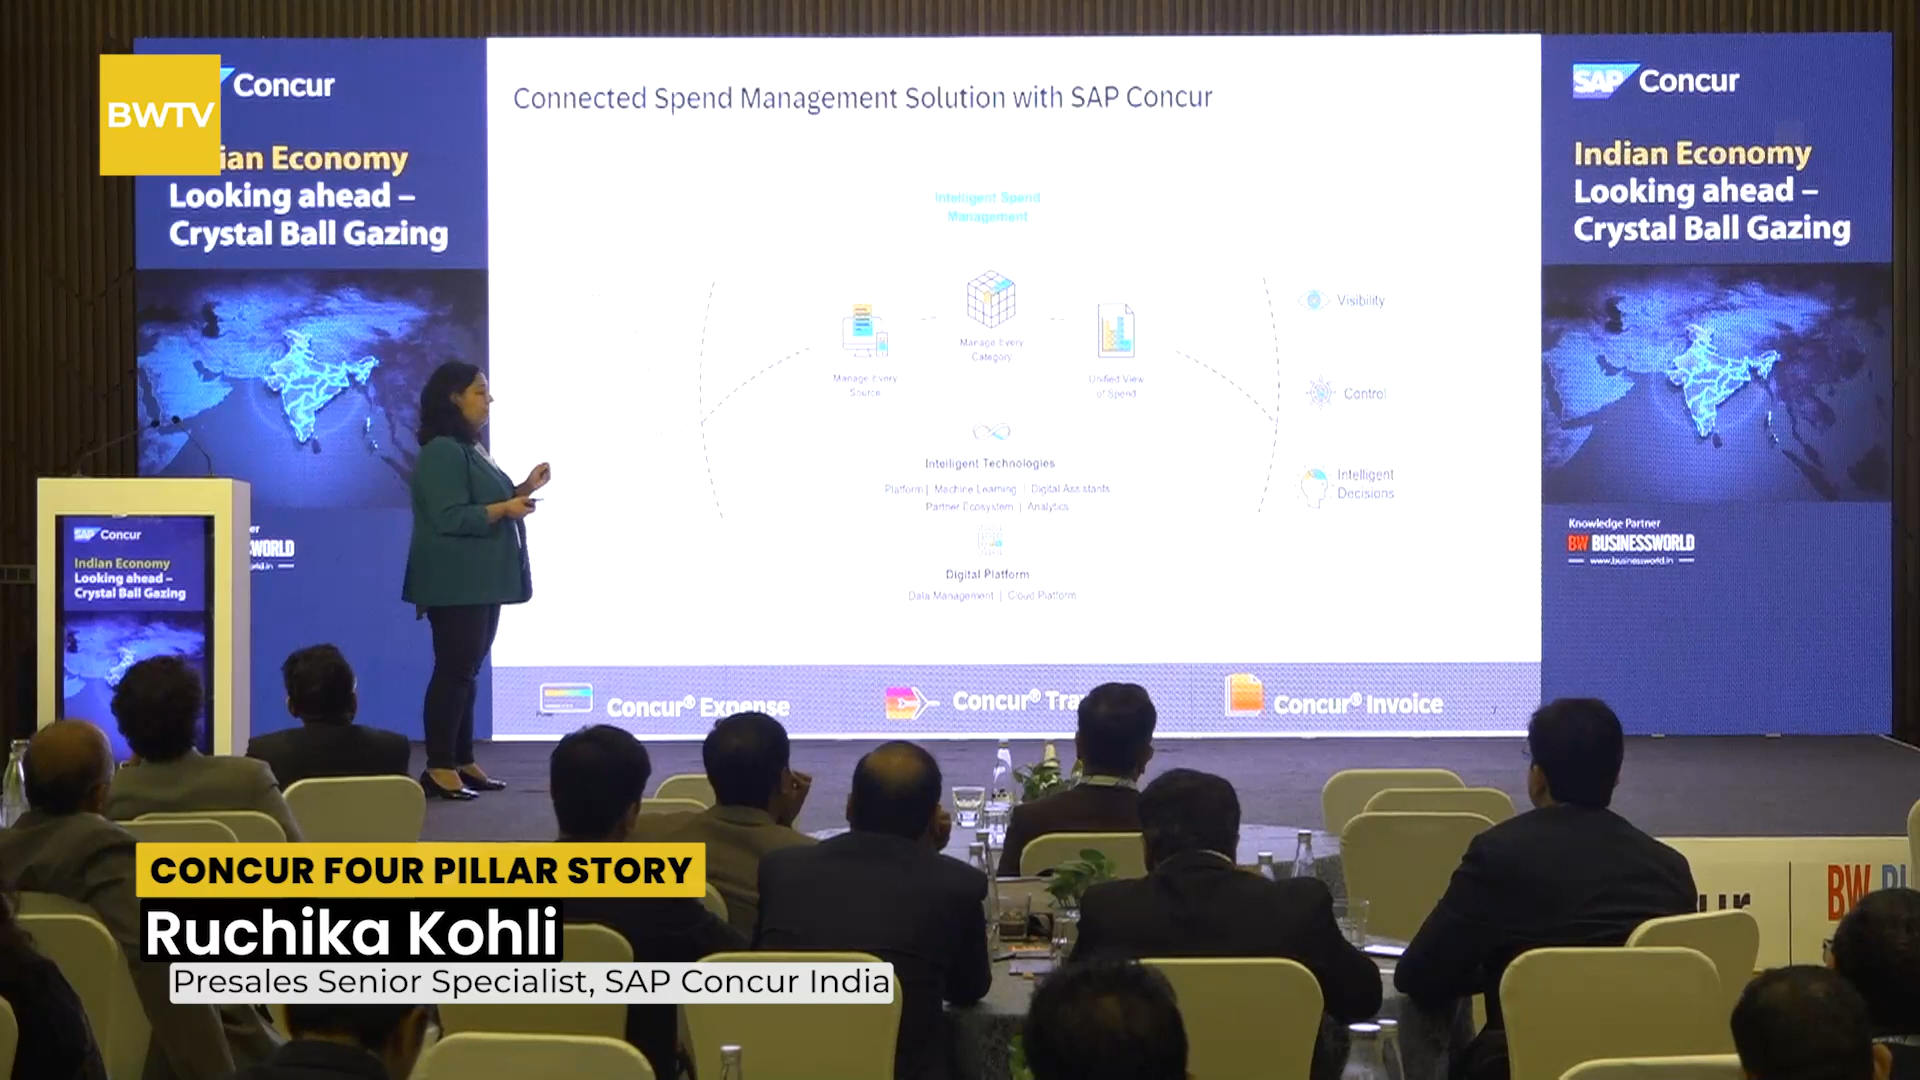 BWTV
Concur
ian Economy
Looking ahead –
Crystal Ball Gazing
WORLD
Connected Spend Management Solution with SAP Concur
Intelligent Spend
Management
Manage Every
Source
Manage Every
Category
Unified View
of Spend
Intelligent Technologies
Platform | Machine Learning | Digital Assistants
Partner Ecosystem | Analytics
Digital Platform
Data Management | Cloud Platform
Visibility
Control
Intelligent
Decisions
Concur® Expense
Concur® Tra
Concur® Invoice
SAP Concur
Indian Economy
Looking ahead –
Crystal Ball Gazing
Knowledge Partner
BW BUSINESSWORLD
www.businessworld.in
SAP Concur
Indian Economy
Looking ahead –
Crystal Ball Gazing
BW
CONCUR FOUR PILLAR STORY
Ruchika Kohli
Presales Senior Specialist, SAP Concur India